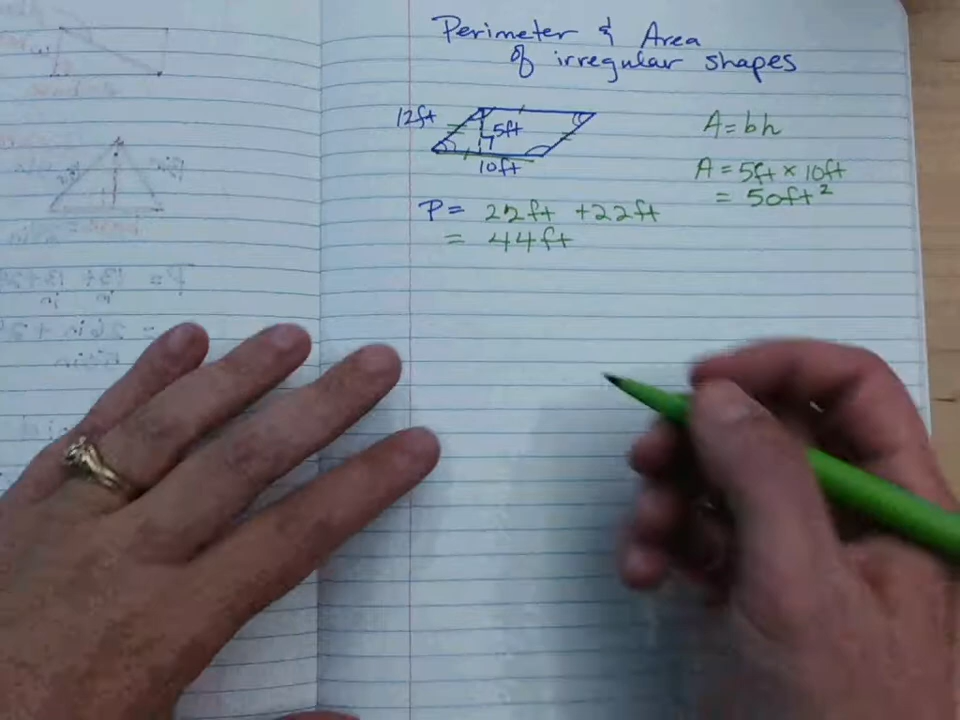 Perimeter & Area
of irregular shapes
12ft
5ft
10ft
A = bh
A = 5ft × 10ft
= 50ft²
P = 22ft + 22ft
= 44ft